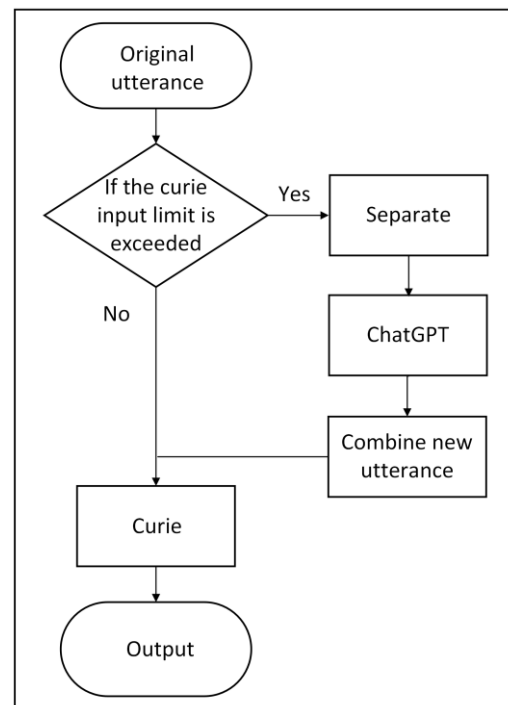 Original
utterance
If the curie
input limit is
exceeded
Yes
Separate
No
ChatGPT
Combine new
utterance
Curie
Output